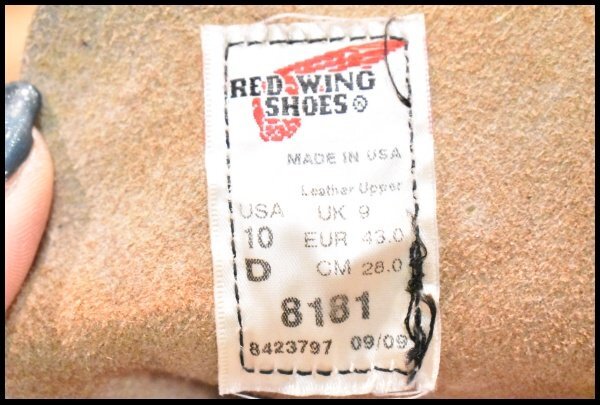 RED WING
SHOES®
MADE IN USA
Leather Upper
USA UK 9
10 EUR 43.0
D CM 28.0
8181
8423797 09/09